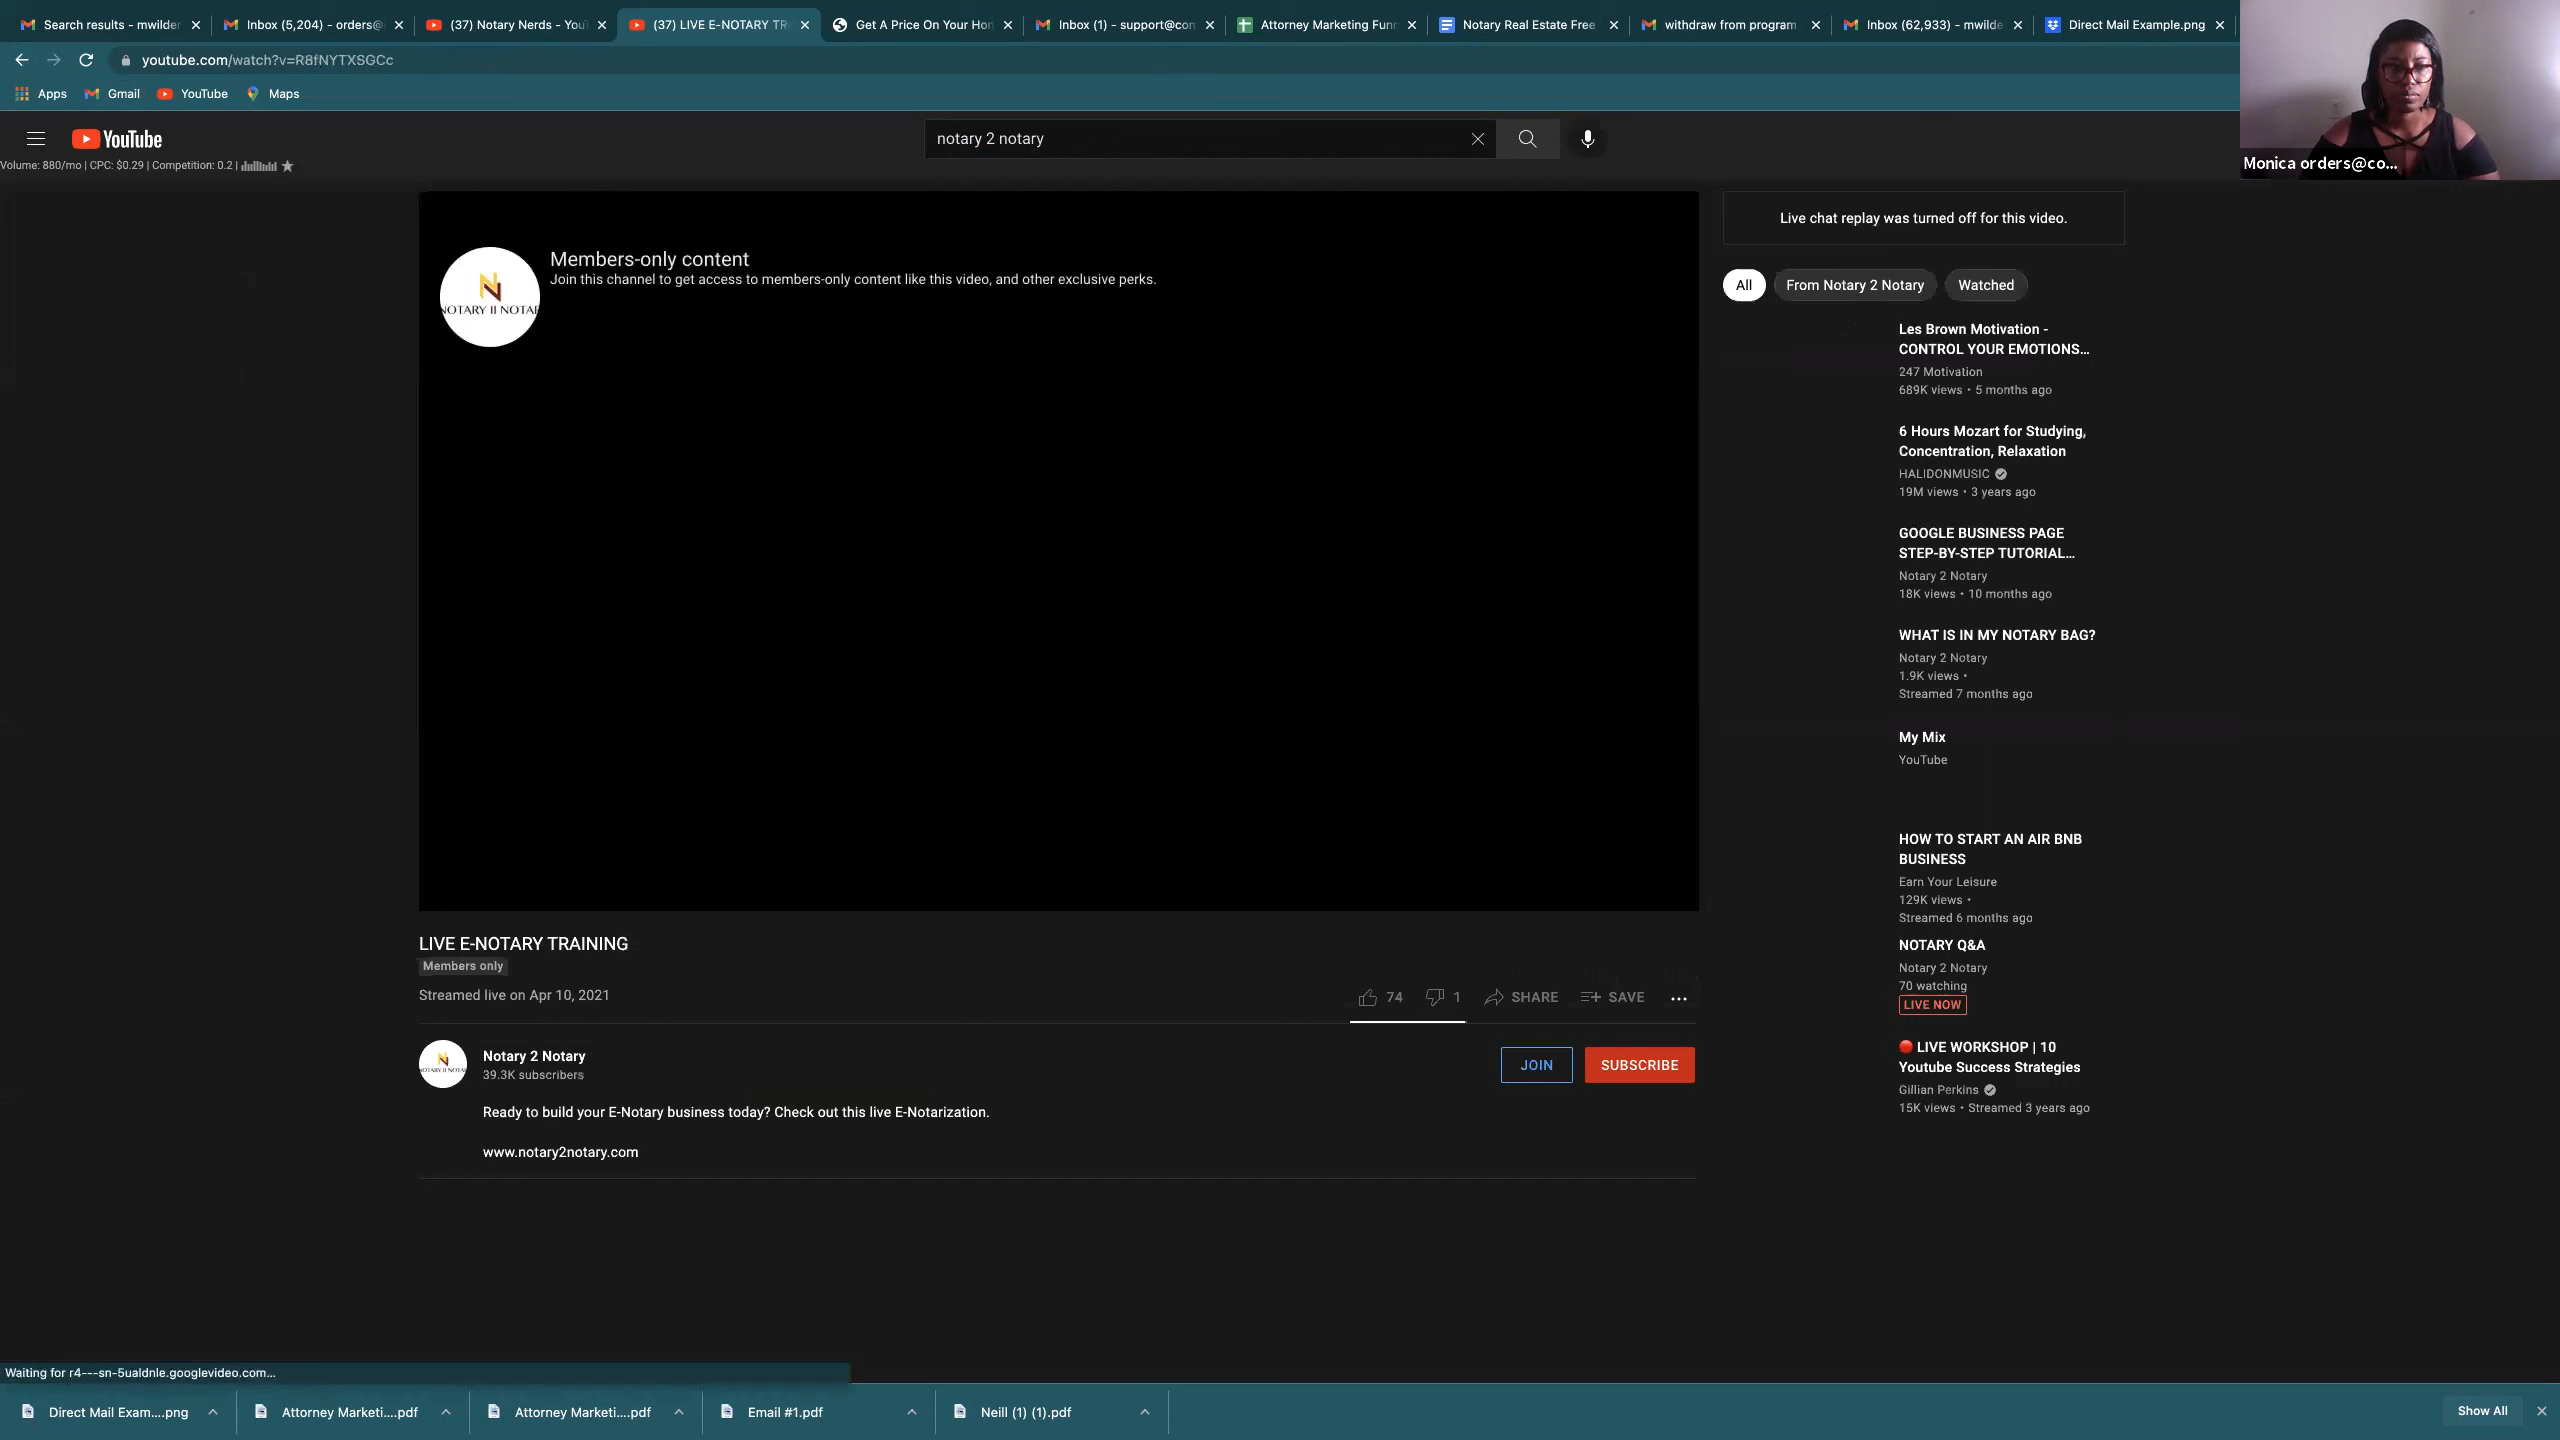 Search results - mwilder
Inbox (5,204) - orders@
(37) Notary Nerds - YouT
(37) LIVE E-NOTARY TR
Get A Price On Your Hon
Inbox (1) - support@con
Attorney Marketing Funn
Notary Real Estate Free
withdraw from program
Inbox (62,933) - mwilde
Direct Mail Example.png
youtube.com/watch?v=R8fNYTXSGCc
Apps
Gmail
YouTube
Maps
YouTube
notary 2 notary
Volume: 880/mo | CPC: $0.29 | Competition: 0.2 |
Monica orders@co...
Members-only content
Join this channel to get access to members-only content like this video, and other exclusive perks.
NOTARY II NOTAR
Live chat replay was turned off for this video.
All
From Notary 2 Notary
Watched
Les Brown Motivation -
CONTROL YOUR EMOTIONS...
247 Motivation
689K views • 5 months ago
6 Hours Mozart for Studying,
Concentration, Relaxation
HALIDONMUSIC
19M views • 3 years ago
GOOGLE BUSINESS PAGE
STEP-BY-STEP TUTORIAL...
Notary 2 Notary
18K views • 10 months ago
WHAT IS IN MY NOTARY BAG?
Notary 2 Notary
1.9K views •
Streamed 7 months ago
My Mix
YouTube
HOW TO START AN AIR BNB
BUSINESS
Earn Your Leisure
129K views •
Streamed 6 months ago
NOTARY Q&A
Notary 2 Notary
70 watching
LIVE NOW
LIVE WORKSHOP | 10
Youtube Success Strategies
Gillian Perkins
15K views • Streamed 3 years ago
LIVE E-NOTARY TRAINING
Members only
Streamed live on Apr 10, 2021
74
1
SHARE
SAVE
NOTARY II NOTAR
Notary 2 Notary
39.3K subscribers
JOIN
SUBSCRIBE
Ready to build your E-Notary business today? Check out this live E-Notarization.
www.notary2notary.com
Waiting for r4---sn-5ualdnle.googlevideo.com...
Direct Mail Exam....png
Attorney Marketi....pdf
Attorney Marketi....pdf
Email #1.pdf
Neill (1) (1).pdf
Show All